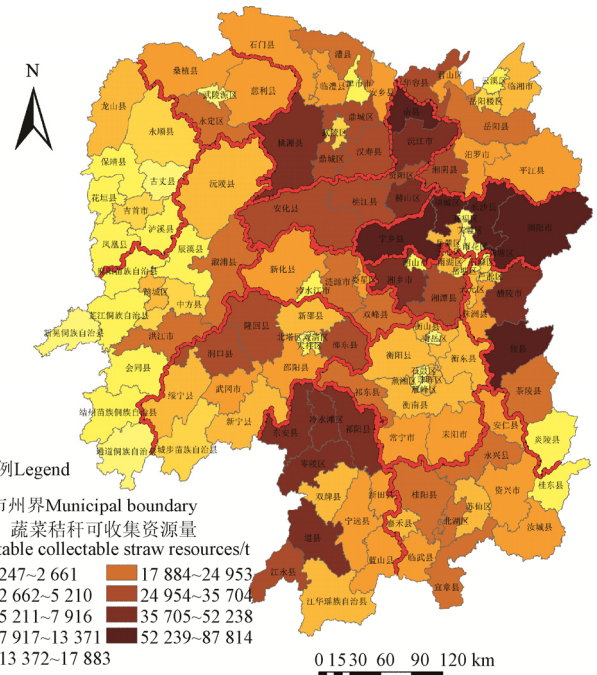 N
石门县
澧县
桑植县
慈利县
临澧县
津市市
安乡县
华容县
君山区
云溪区
临湘市
岳阳楼区
武陵源区
永定区
龙山县
永顺县
南县
岳阳县
鼎城区
武陵区
桃源县
鼎城区
汉寿县
沅江市
汨罗市
湘阴县
平江县
保靖县
古丈县
沅陵县
资阳区
花垣县
吉首市
泸溪县
安化县
桃江县
赫山区
浏阳市
凤凰县
辰溪县
宁乡县
溆浦县
新化县
韶山市
鹤城区
中方县
冷水江市
涟源市
娄星区
湘乡市
湘潭县
醴陵市
芷江侗族自治县
新晃侗族自治县
双峰县
株洲县
洪江市
隆回县
新邵县
衡山县
攸县
洞口县
北塔区
邵东县
衡阳县
衡东县
会同县
邵阳县
绥宁县
武冈市
祁东县
衡南县
茶陵县
靖州苗族侗族自治县
新宁县
冷水滩区
祁阳县
安仁县
东安县
常宁市
耒阳市
炎陵县
通道侗族自治县
城步苗族自治县
零陵区
永兴县
桂东县
双牌县
新田县
桂阳县
资兴市
苏仙区
宁远县
嘉禾县
北湖区
汝城县
道县
蓝山县
临武县
江永县
宜章县
江华瑶族自治县
例Legend
市州界Municipal boundary
蔬菜秸秆可收集资源量
table collectable straw resources/t
247~2 661
17 884~24 953
2 662~5 210
24 954~35 704
5 211~7 916
35 705~52 238
7 917~13 371
52 239~87 814
13 372~17 883
0 15 30 60 90 120 km